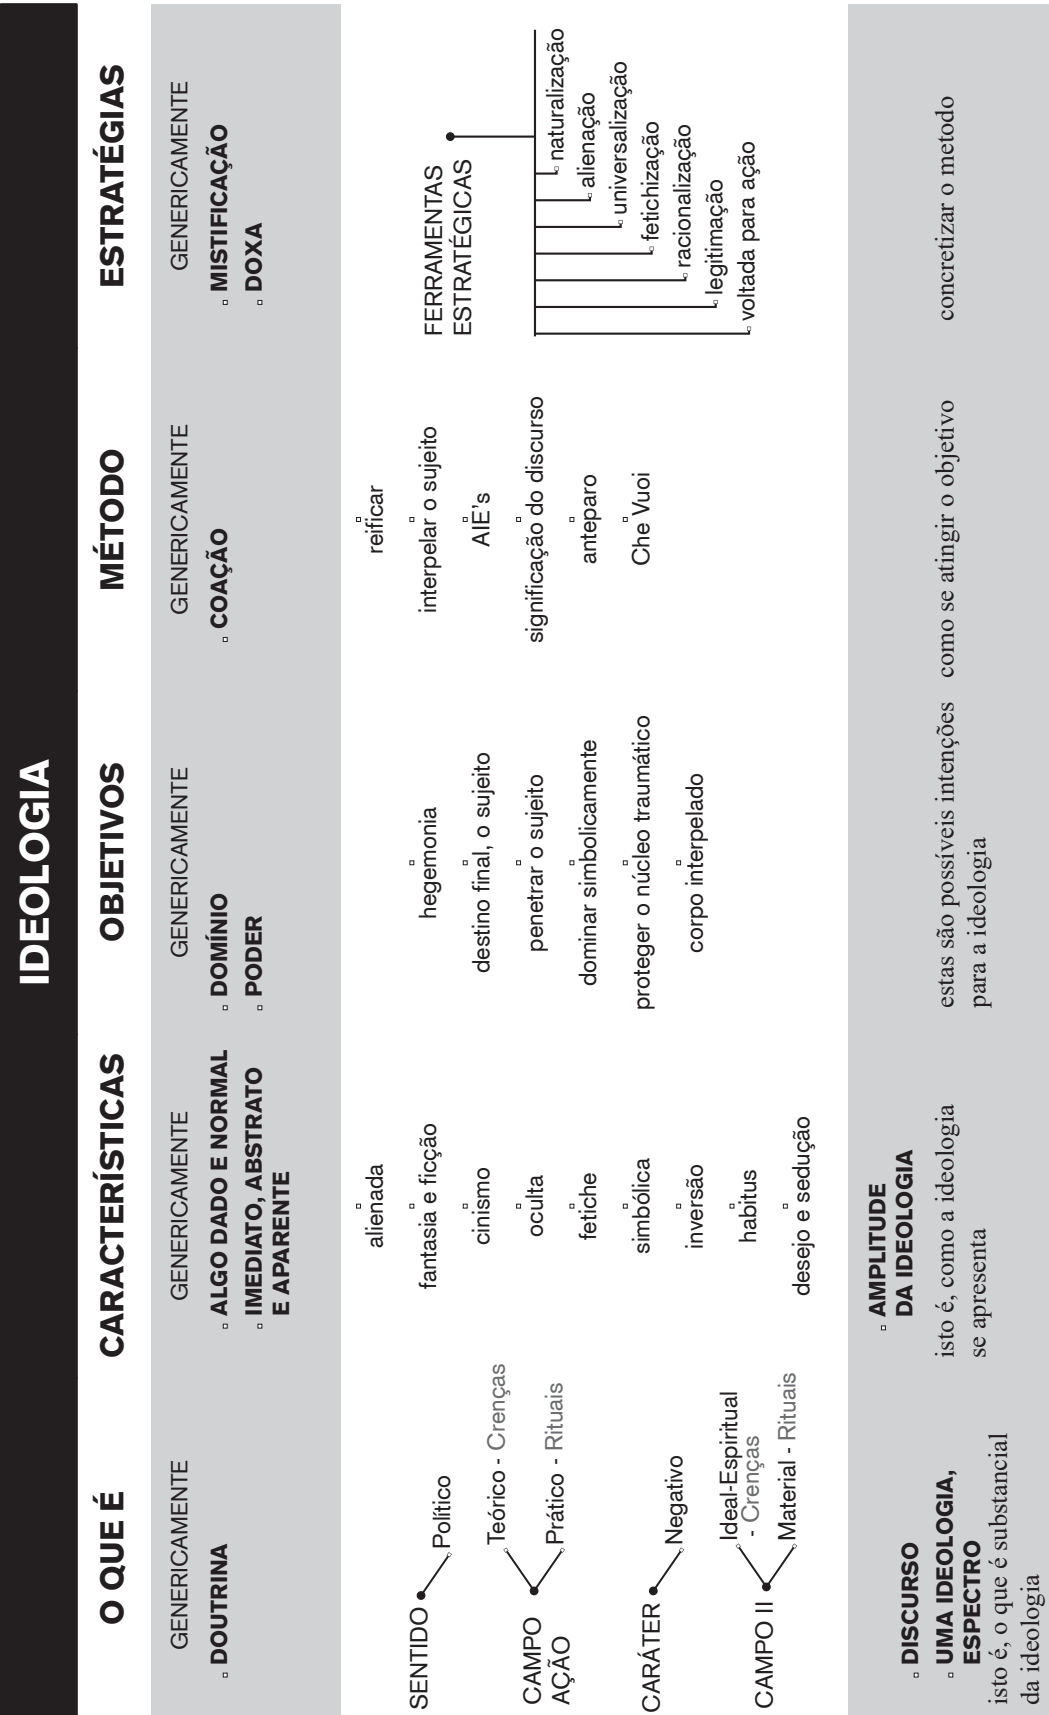 IDEOLOGIA
O QUE É
GENERICAMENTE
DOUTRINA
SENTIDO
Político
CAMPO
AÇÃO
Teórico - Crenças
Prático - Rituais
CARÁTER
Negativo
CAMPO II
Ideal-Espiritual
- Crenças
Material - Rituais
DISCURSO
UMA IDEOLOGIA,
ESPECTRO
isto é, o que é substancial
da ideologia
CARACTERÍSTICAS
GENERICAMENTE
ALGO DADO E NORMAL
IMEDIATO, ABSTRATO
E APARENTE
alienada
fantasia e ficção
cinismo
oculta
fetiche
simbólica
inversão
habitus
desejo e sedução
AMPLITUDE
DA IDEOLOGIA
isto é, como a ideologia
se apresenta
OBJETIVOS
GENERICAMENTE
DOMÍNIO
PODER
hegemonia
destino final, o sujeito
penetrar o sujeito
dominar simbolicamente
proteger o núcleo traumático
corpo interpelado
estas são possíveis intenções
para a ideologia
MÉTODO
GENERICAMENTE
COAÇÃO
reificar
interpelar o sujeito
AIE's
significação do discurso
anteparo
Che Vuoi
como se atingir o objetivo
ESTRATÉGIAS
GENERICAMENTE
MISTIFICAÇÃO
DOXA
FERRAMENTAS
ESTRATÉGICAS
naturalização
alienação
universalização
fetichização
racionalização
legitimação
voltada para ação
concretizar o metodo